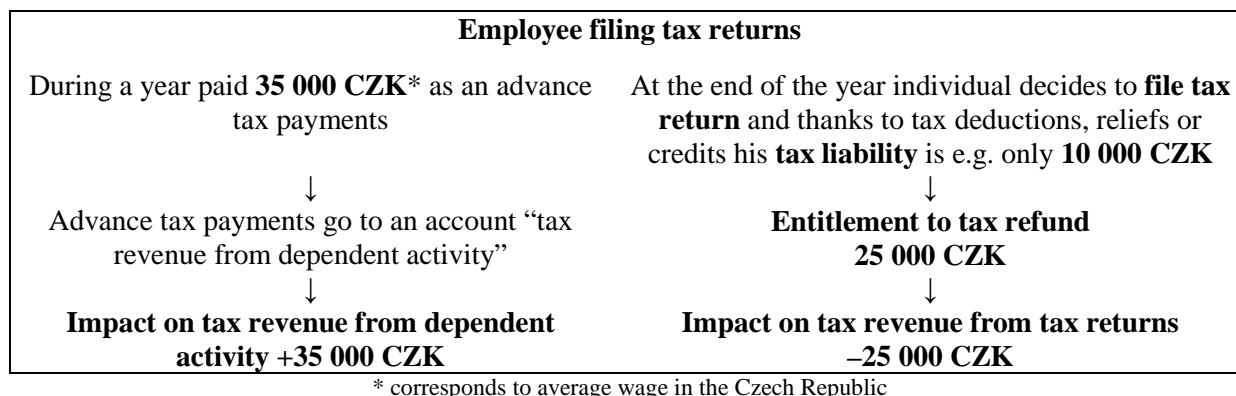 Employee filing tax returns
During a year paid 35 000 CZK* as an advance
tax payments
↓
Advance tax payments go to an account “tax
revenue from dependent activity”
↓
Impact on tax revenue from dependent
activity +35 000 CZK
At the end of the year individual decides to file tax
return and thanks to tax deductions, reliefs or
credits his tax liability is e.g. only 10 000 CZK
↓
Entitlement to tax refund
25 000 CZK
↓
Impact on tax revenue from tax returns
–25 000 CZK
* corresponds to average wage in the Czech Republic